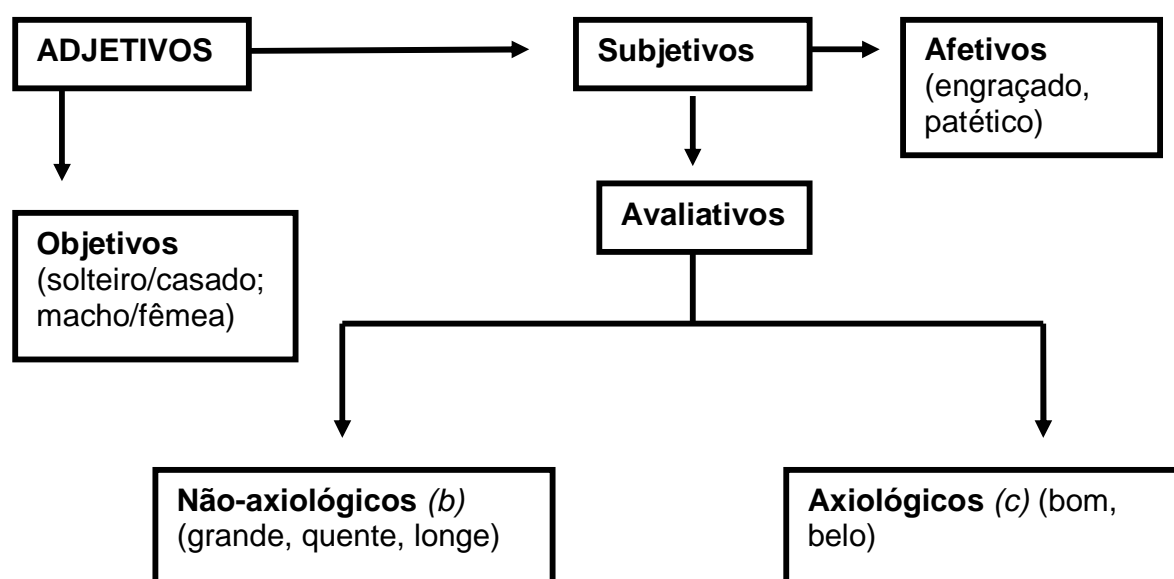 ADJETIVOS
Subjetivos
Afetivos
(engraçado,
patético)
Avaliativos
Objetivos
(solteiro/casado;
macho/fêmea)
Não-axiológicos (b)
(grande, quente, longe)
Axiológicos (c) (bom,
belo)